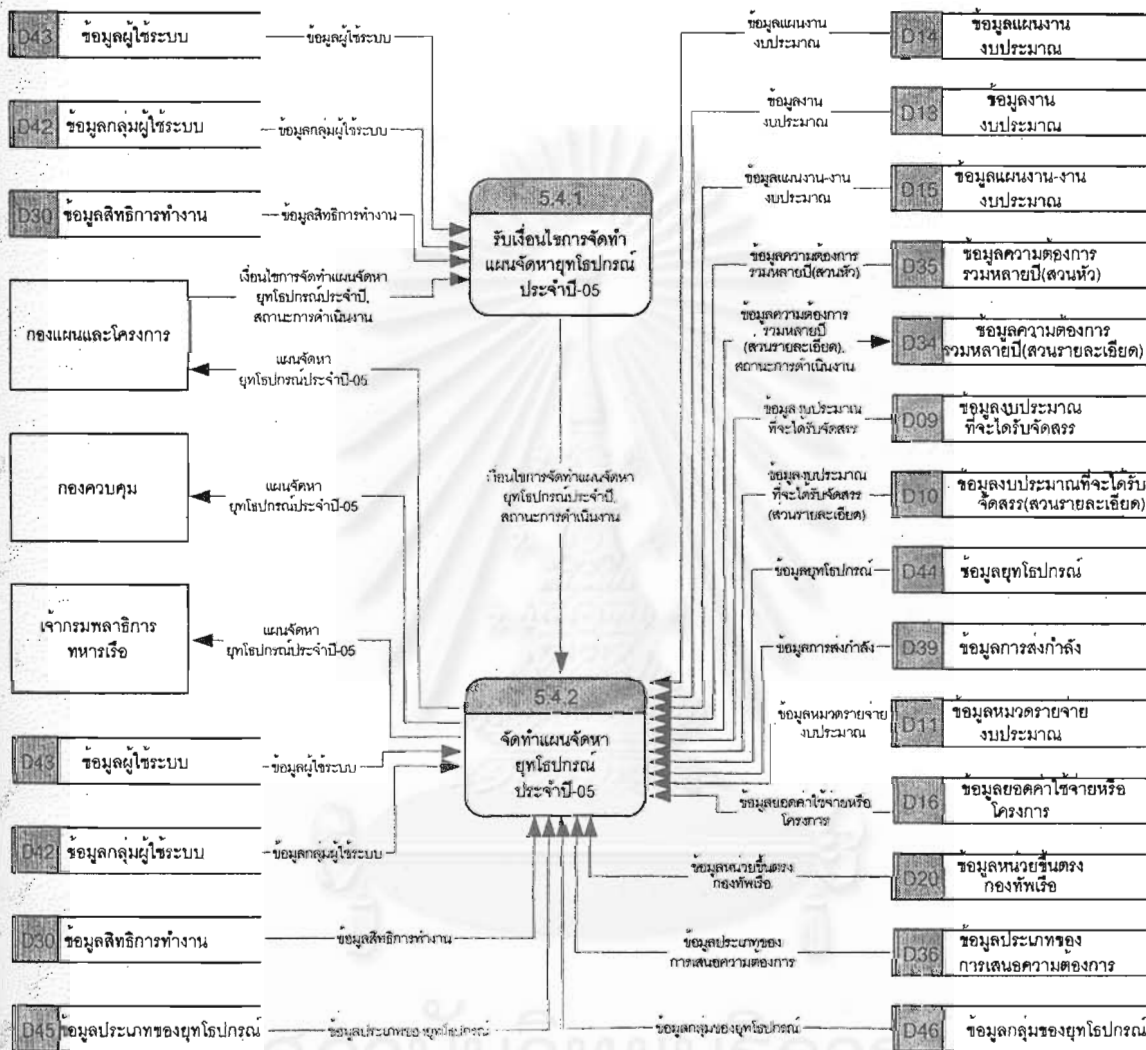 D43
ข้อมูลผู้ใช้ระบบ
ข้อมูลผู้ใช้ระบบ
D42
ข้อมูลกลุ่มผู้ใช้ระบบ
ข้อมูลกลุ่มผู้ใช้ระบบ
D30
ข้อมูลสิทธิการทำงาน
ข้อมูลสิทธิการทำงาน
กองแผนและโครงการ
เงื่อนไขการจัดทำแผนจัดหา
ยุทโธปกรณ์ประจำปี,
สถานะการดำเนินงาน
แผนจัดหา
ยุทโธปกรณ์ประจำปี-05
กองควบคุม
แผนจัดหา
ยุทโธปกรณ์ประจำปี-05
เจ้ากรมพลาธิการ
ทหารเรือ
แผนจัดหา
ยุทโธปกรณ์ประจำปี-05
D43
ข้อมูลผู้ใช้ระบบ
ข้อมูลผู้ใช้ระบบ
D42
ข้อมูลกลุ่มผู้ใช้ระบบ
ข้อมูลกลุ่มผู้ใช้ระบบ
D30
ข้อมูลสิทธิการทำงาน
ข้อมูลสิทธิการทำงาน
D45
ข้อมูลประเภทของยุทโธปกรณ์
ข้อมูลประเภทของยุทโธปกรณ์
5.4.1
รับเงื่อนไขการจัดทำ
แผนจัดหายุทโธปกรณ์
ประจำปี-05
เงื่อนไขการจัดทำแผนจัดหา
ยุทโธปกรณ์ประจำปี,
สถานะการดำเนินงาน
5.4.2
จัดทำแผนจัดหา
ยุทโธปกรณ์
ประจำปี-05
ข้อมูลแผนงาน
งบประมาณ
D14
ข้อมูลแผนงาน
งบประมาณ
ข้อมูลงาน
งบประมาณ
D13
ข้อมูลงาน
งบประมาณ
ข้อมูลแผนงาน-งาน
งบประมาณ
D15
ข้อมูลแผนงาน-งาน
งบประมาณ
ข้อมูลความต้องการ
รวมหลายปี(สวนหัว)
D35
ข้อมูลความต้องการ
รวมหลายปี(สวนหัว)
ข้อมูลความต้องการ
รวมหลายปี
(สวนรายละเอียด),
สถานะการดำเนินงาน
D34
ข้อมูลความต้องการ
รวมหลายปี(สวนรายละเอียด)
ข้อมูลงบประมาณ
ที่จะได้รับจัดสรร
D09
ข้อมูลงบประมาณ
ที่จะได้รับจัดสรร
ข้อมูลงบประมาณ
ที่จะได้รับจัดสรร
(สวนรายละเอียด)
D10
ข้อมูลงบประมาณที่จะได้รับ
จัดสรร(สวนรายละเอียด)
ข้อมูลยุทโธปกรณ์
D44
ข้อมูลยุทโธปกรณ์
ข้อมูลการส่งกำลัง
D39
ข้อมูลการส่งกำลัง
ข้อมูลหมวดรายจ่าย
งบประมาณ
D11
ข้อมูลหมวดรายจ่าย
งบประมาณ
ข้อมูลยอดค่าใช้จ่ายหรือ
โครงการ
D16
ข้อมูลยอดค่าใช้จ่ายหรือ
โครงการ
ข้อมูลหน่วยขึ้นตรง
กองทัพเรือ
D20
ข้อมูลหน่วยขึ้นตรง
กองทัพเรือ
ข้อมูลประเภทของ
การเสนอความต้องการ
D36
ข้อมูลประเภทของ
การเสนอความต้องการ
ข้อมูลกลุ่มของยุทโธปกรณ์
D46
ข้อมูลกลุ่มของยุทโธปกรณ์